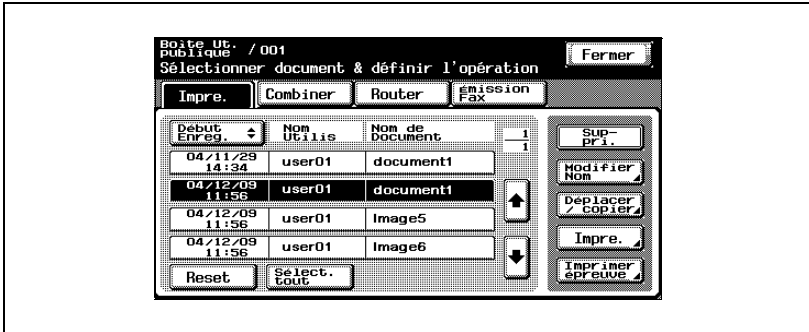 Boîte Ut.
publique / 001
Fermer
Sélectionner document & définir l'opération
Impre.
Combiner
Router
Émission
Fax
Début
Enreg.
Nom
Utilis
Nom de
Document
1
1
04/11/29
14:34
user01
document1
04/12/09
11:56
user01
document1
04/12/09
11:56
user01
Image5
04/12/09
11:56
user01
Image6
Reset
Sélect.
tout
Sup-
pri.
Modifier
Nom
Déplacer
/ copier
Impre.
Imprimer
épreuve